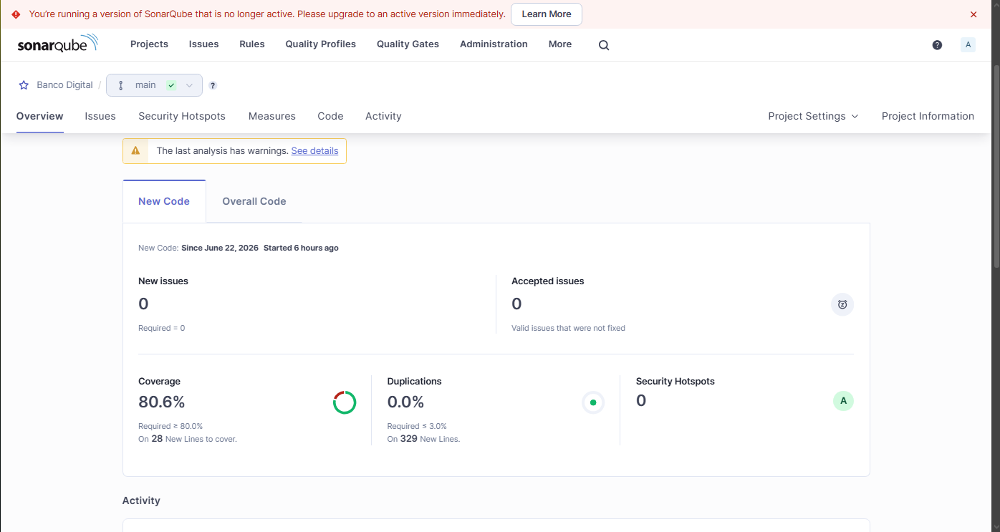 You're running a version of SonarQube that is no longer active. Please upgrade to an active version immediately. Learn More
sonarqube Projects Issues Rules Quality Profiles Quality Gates Administration More ? A
Banco Digital / main ?
Overview Issues Security Hotspots Measures Code Activity Project Settings Project Information
The last analysis has warnings. See details
New Code Overall Code
New Code: Since June 22, 2026 Started 6 hours ago
New issues Accepted issues
0 0
Required = 0 Valid issues that were not fixed
Coverage Duplications Security Hotspots
80.6% 0.0% 0 A
Required ≥ 80.0% Required ≤ 3.0%
On 28 New Lines to cover. On 329 New Lines.
Activity